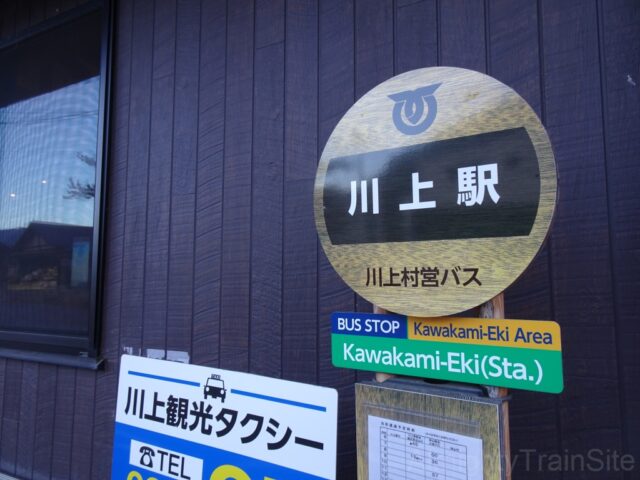 川上駅
川上村営バス
BUS STOP Kawakami-Eki Area
Kawakami-Eki(Sta.)
川上観光タクシー
☎TEL
TrainSite